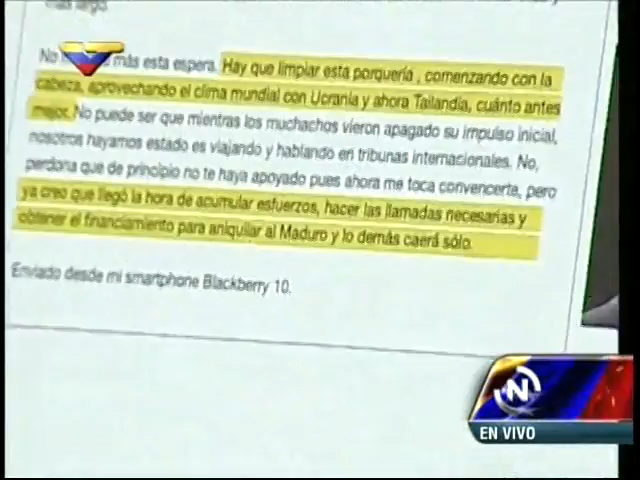 más largo.
No más esta espera. Hay que limpiar esta porquería , comenzando con la
cabeza, aprovechando el clima mundial con Ucrania y ahora Tailandia, cuánto antes
mejor. No puede ser que mientras los muchachos vieron apagado su impulso inicial,
nosotros hayamos estado es viajando y hablando en tribunas internacionales. No,
perdona que de principio no te haya apoyado pues ahora me toca convencerte, pero
ya creo que llegó la hora de acumular esfuerzos, hacer las llamadas necesarias y
obtener el financiamiento para aniquilar al Maduro y lo demás caerá sólo.
Enviado desde mi smartphone Blackberry 10.
N
EN VIVO